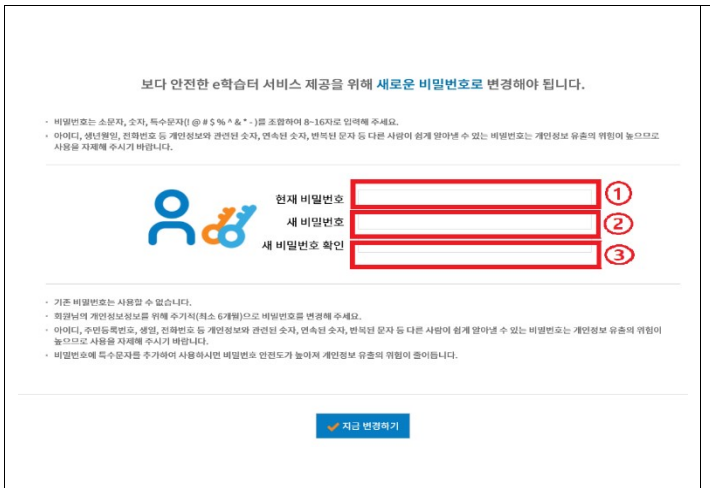 보다 안전한 e학습터 서비스 제공을 위해 새로운 비밀번호로 변경해야 됩니다.
- 비밀번호는 소문자, 숫자, 특수문자(! @ # $ % ^ & * - )를 조합하여 8~16자로 입력해 주세요.
- 아이디, 생년월일, 전화번호 등 개인정보와 관련된 숫자, 연속된 숫자, 반복된 문자 등 다른 사람이 쉽게 알아낼 수 있는 비밀번호는 개인정보 유출의 위험이 높으므로
사용을 자제해 주시기 바랍니다.
현재 비밀번호 ①
새 비밀번호 ②
새 비밀번호 확인 ③
- 기존 비밀번호는 사용할 수 없습니다.
- 회원님의 개인정보정보를 위해 주기적(최소 6개월)으로 비밀번호를 변경해 주세요.
- 아이디, 주민등록번호, 생일, 전화번호 등 개인정보와 관련된 숫자, 연속된 숫자, 반복된 문자 등 다른 사람이 쉽게 알아낼 수 있는 비밀번호는 개인정보 유출의 위험이
높으므로 사용을 자제해 주시기 바랍니다.
- 비밀번호에 특수문자를 추가하여 사용하시면 비밀번호 안전도가 높아져 개인정보 유출의 위험이 줄어듭니다.
지금 변경하기